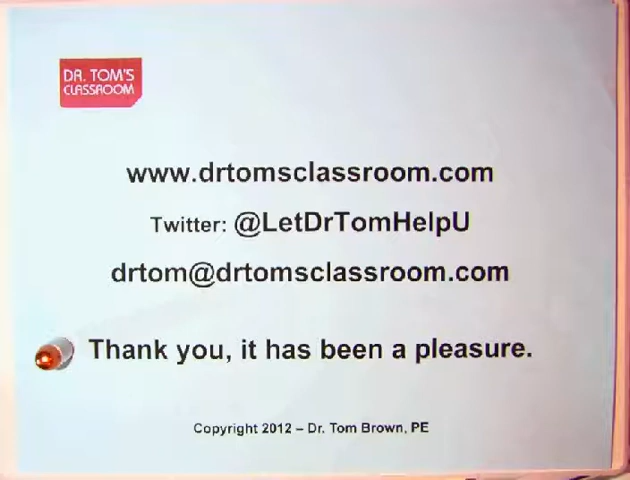 DR. TOM'S
CLASSROOM
www.drtomsclassroom.com
Twitter: @LetDrTomHelpU
drtom@drtomsclassroom.com
Thank you, it has been a pleasure.
Copyright 2012 – Dr. Tom Brown, PE